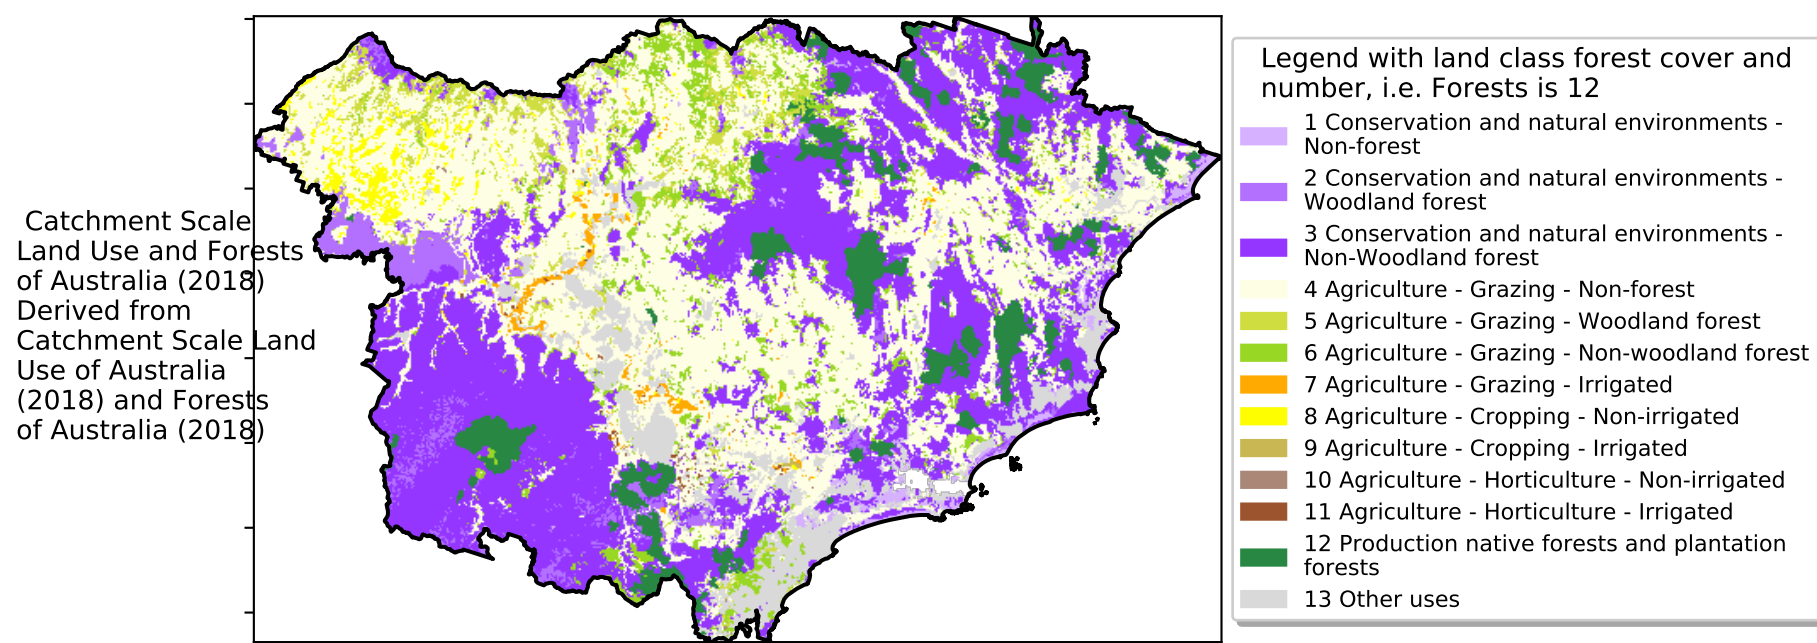 Catchment Scale
Land Use and Forests
of Australia (2018)
Derived from
Catchment Scale Land
Use of Australia
(2018) and Forests
of Australia (2018)
Legend with land class forest cover and
number, i.e. Forests is 12
1 Conservation and natural environments -
Non-forest
2 Conservation and natural environments -
Woodland forest
3 Conservation and natural environments -
Non-Woodland forest
4 Agriculture - Grazing - Non-forest
5 Agriculture - Grazing - Woodland forest
6 Agriculture - Grazing - Non-woodland forest
7 Agriculture - Grazing - Irrigated
8 Agriculture - Cropping - Non-irrigated
9 Agriculture - Cropping - Irrigated
10 Agriculture - Horticulture - Non-irrigated
11 Agriculture - Horticulture - Irrigated
12 Production native forests and plantation
forests
13 Other uses